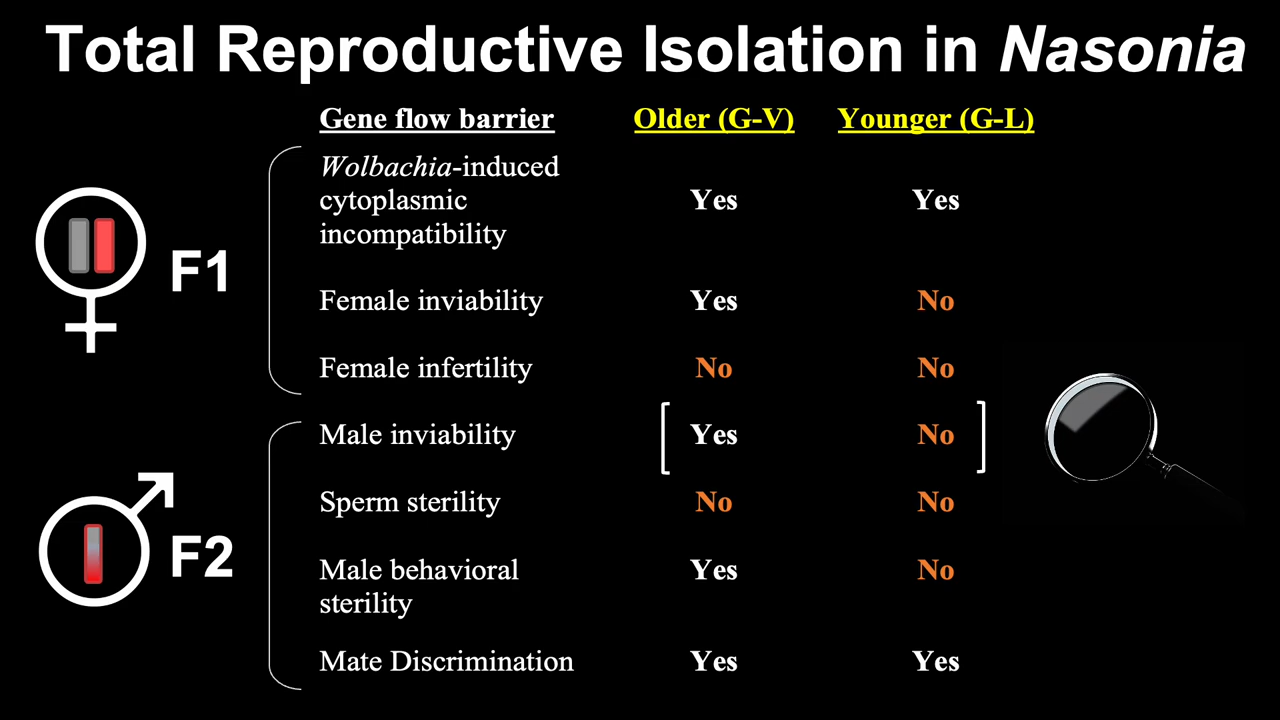 Total Reproductive Isolation in Nasonia
Gene flow barrier Older (G-V) Younger (G-L)
Wolbachia-induced
cytoplasmic Yes Yes
incompatibility
F1
Female inviability Yes No
Female infertility No No
Male inviability Yes No
Sperm sterility No No
F2
Male behavioral Yes No
sterility
Mate Discrimination Yes Yes